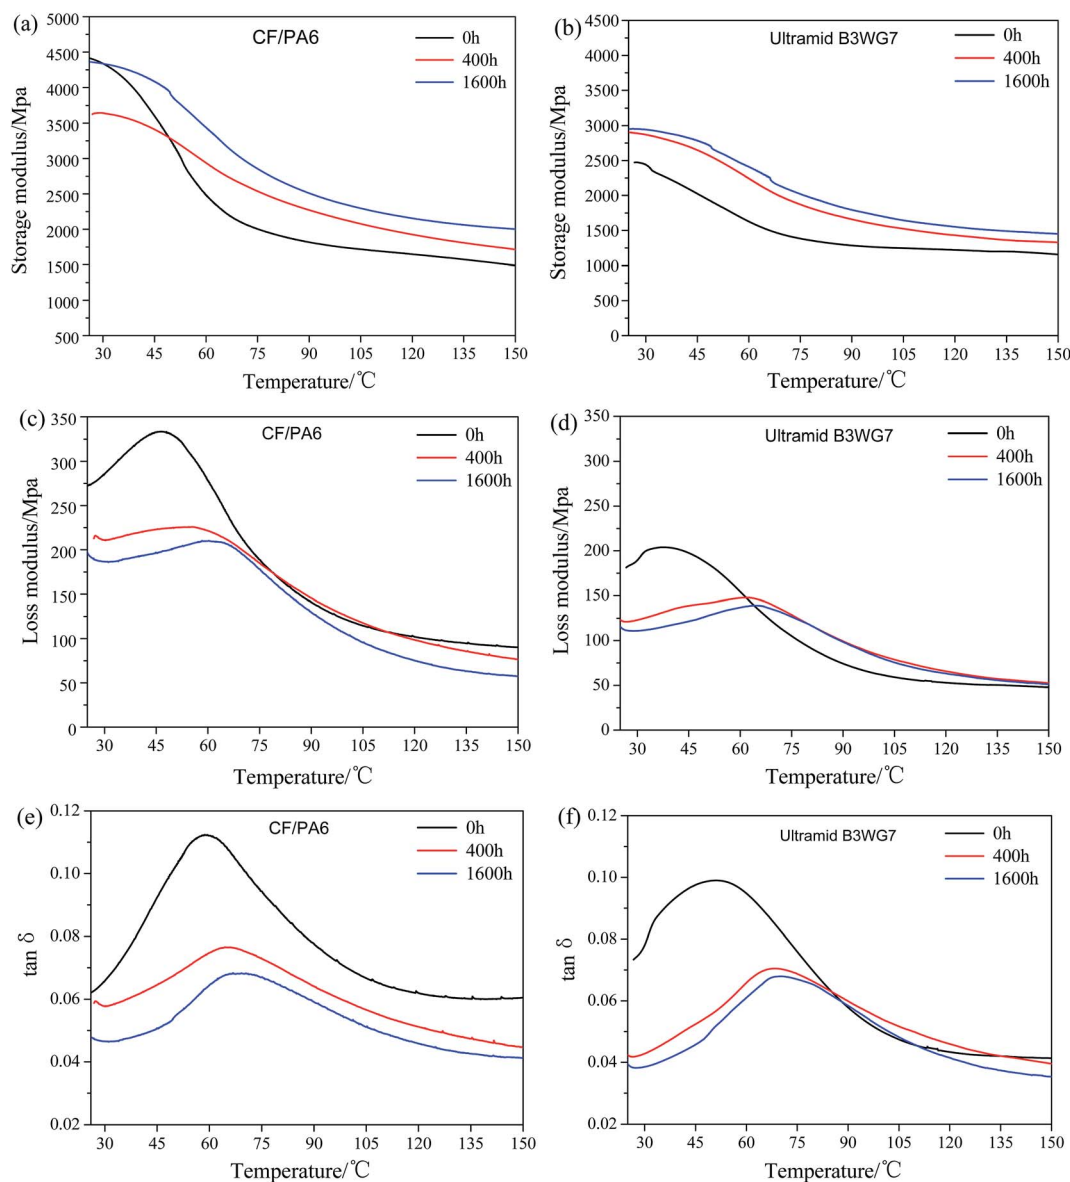 (a)
CF/PA6
0h
400h
1600h
5000
4500
4000
3500
3000
2500
2000
1500
1000
500
Storage modulus/Mpa
30 45 60 75 90 105 120 135 150
Temperature/℃
(b)
Ultramid B3WG7
0h
400h
1600h
4500
4000
3500
3000
2500
2000
1500
1000
500
0
Storage modulus/Mpa
30 45 60 75 90 105 120 135 150
Temperature/℃
(c)
CF/PA6
0h
400h
1600h
350
300
250
200
150
100
50
0
Loss modulus/Mpa
30 45 60 75 90 105 120 135 150
Temperature/℃
(d)
Ultramid B3WG7
0h
400h
1600h
350
300
250
200
150
100
50
0
Loss modulus/Mpa
30 45 60 75 90 105 120 135 150
Temperature/℃
(e)
CF/PA6
0h
400h
1600h
0.12
0.10
0.08
0.06
0.04
0.02
tan δ
30 45 60 75 90 105 120 135 150
Temperature/℃
(f)
Ultramid B3WG7
0h
400h
1600h
0.12
0.10
0.08
0.06
0.04
0.02
tan δ
30 45 60 75 90 105 120 135 150
Temperature/℃